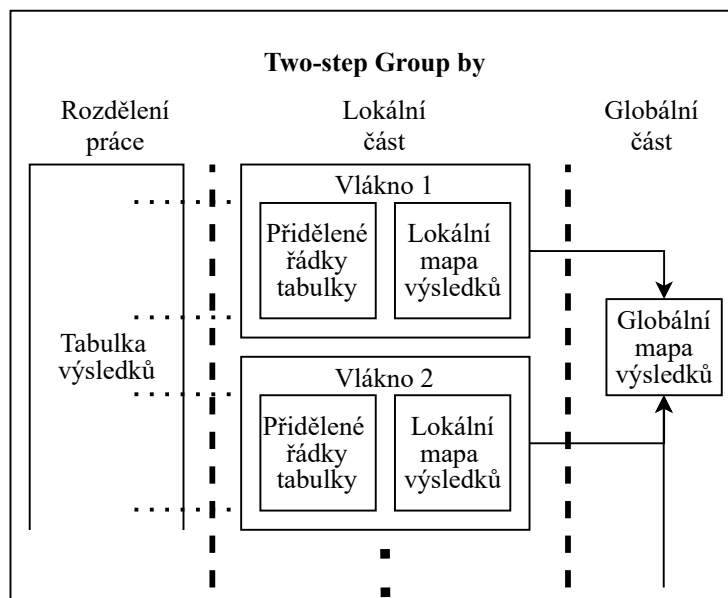 Two-step Group by
Rozdělení
práce
Lokální
část
Globální
část
Tabulka
výsledků
Vlákno 1
Přidělené
řádky
tabulky
Lokální
mapa
výsledků
Vlákno 2
Přidělené
řádky
tabulky
Lokální
mapa
výsledků
Globální
mapa
výsledků